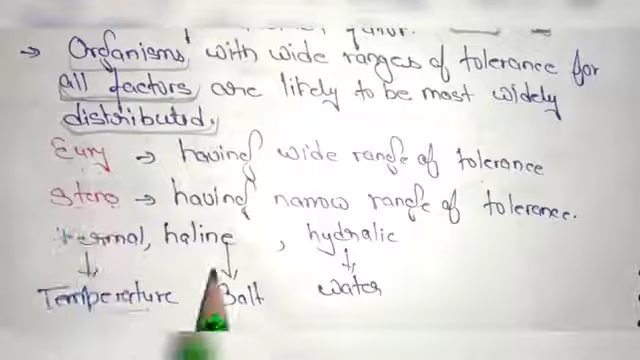 → Organisms with wide ranges of tolerance for
all factors are likely to be most widely
distributed.
Eury → having wide range of tolerance
Steno → having narrow range of tolerance.
thermal, haline, hydralic
↓ ↓ ↓
Temperature Salt water